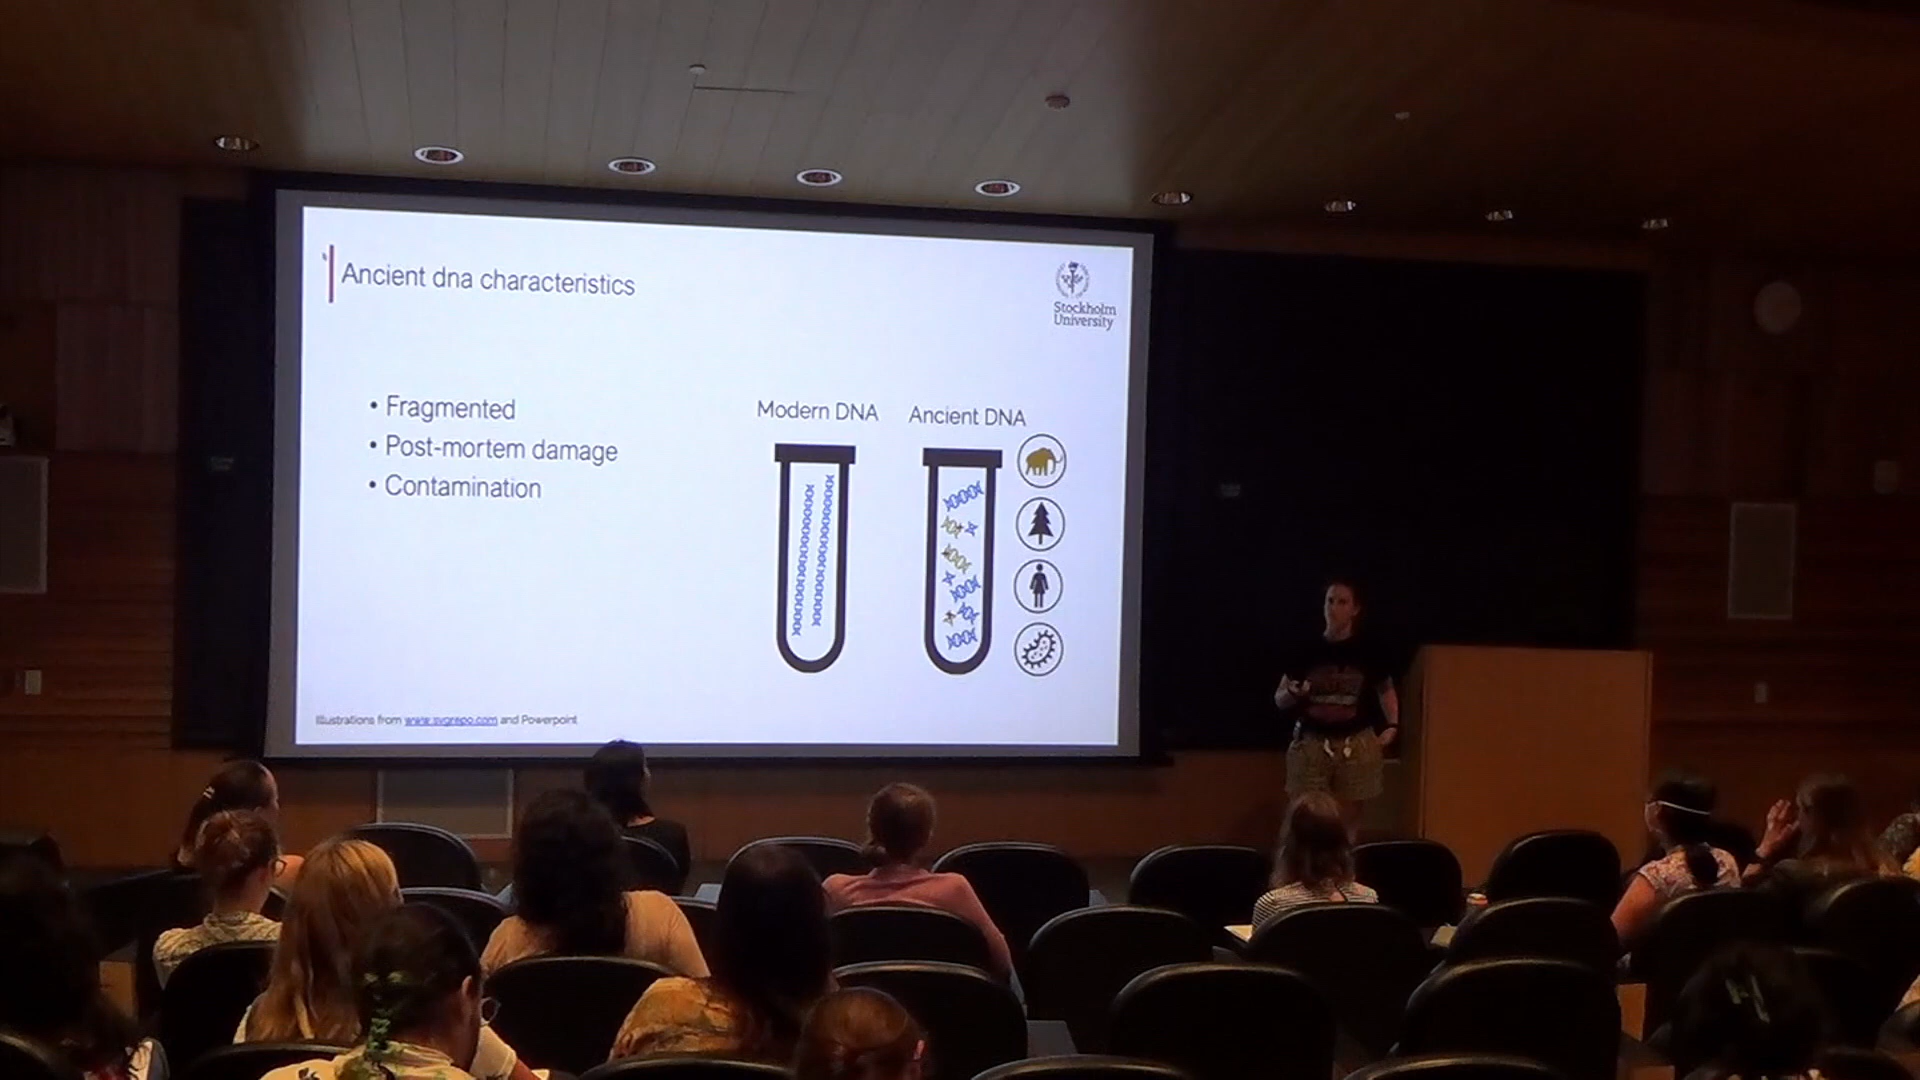 Ancient dna characteristics
Stockholm
University
• Fragmented
• Post-mortem damage
• Contamination
Modern DNA
Ancient DNA
Illustrations from www.svgrepo.com and Powerpoint